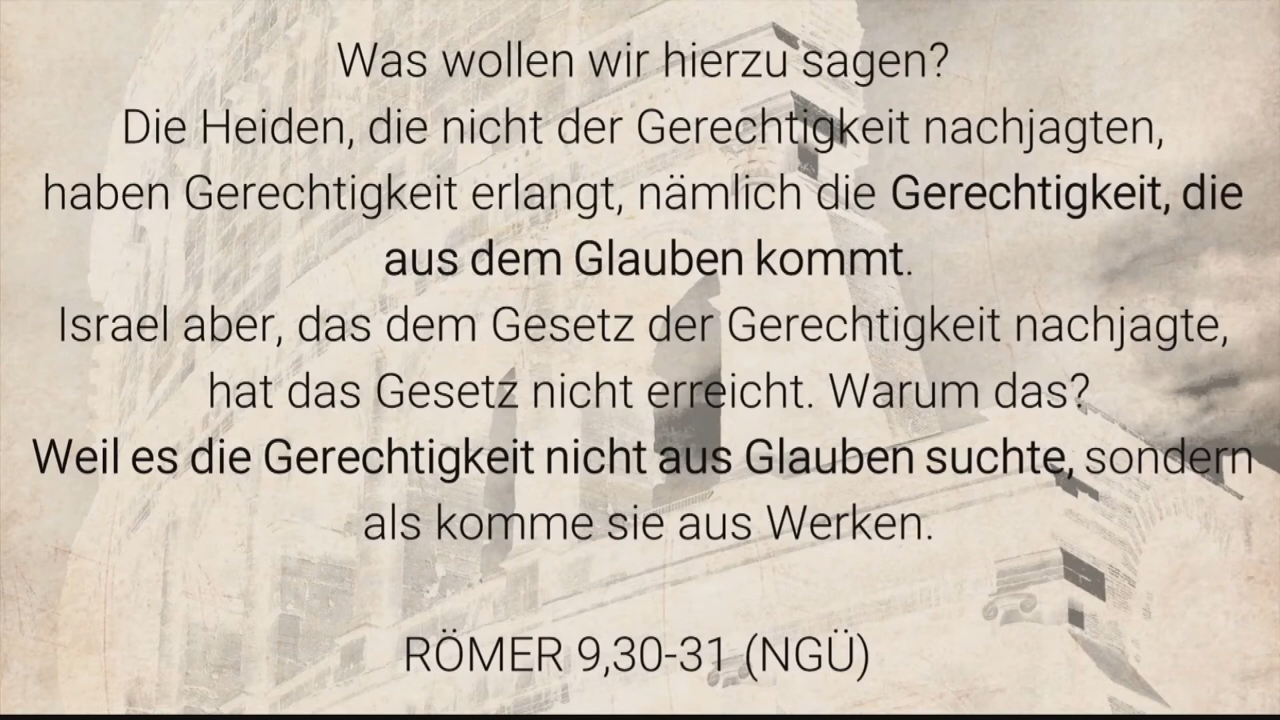 Was wollen wir hierzu sagen?
Die Heiden, die nicht der Gerechtigkeit nachjagten,
haben Gerechtigkeit erlangt, nämlich die Gerechtigkeit, die
aus dem Glauben kommt.
Israel aber, das dem Gesetz der Gerechtigkeit nachjagte,
hat das Gesetz nicht erreicht. Warum das?
Weil es die Gerechtigkeit nicht aus Glauben suchte, sondern
als komme sie aus Werken.
RÖMER 9,30-31 (NGÜ)